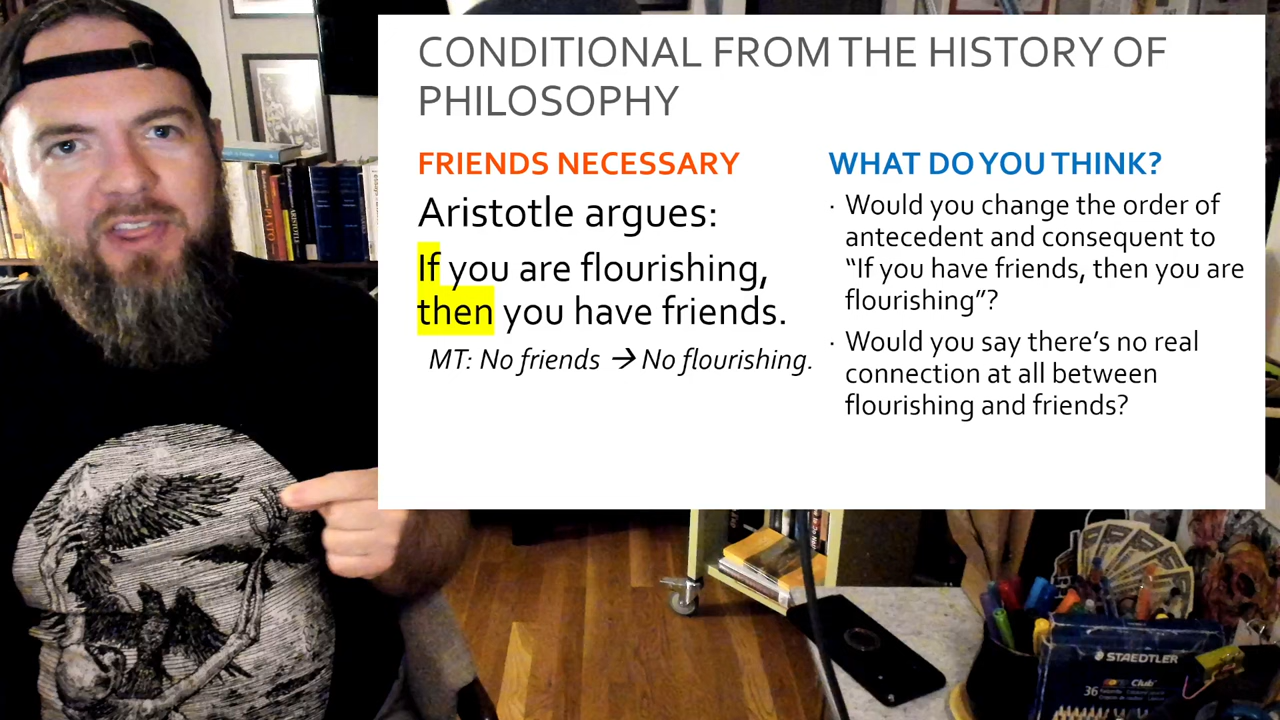 CONDITIONAL FROM THE HISTORY OF
PHILOSOPHY
FRIENDS NECESSARY
Aristotle argues:
If you are flourishing,
then you have friends.
MT: No friends → No flourishing.
WHAT DO YOU THINK?
· Would you change the order of
antecedent and consequent to
“If you have friends, then you are
flourishing”?
· Would you say there’s no real
connection at all between
flourishing and friends?
PLATO
ARISTOTLE
STAEDTLER
Club
36